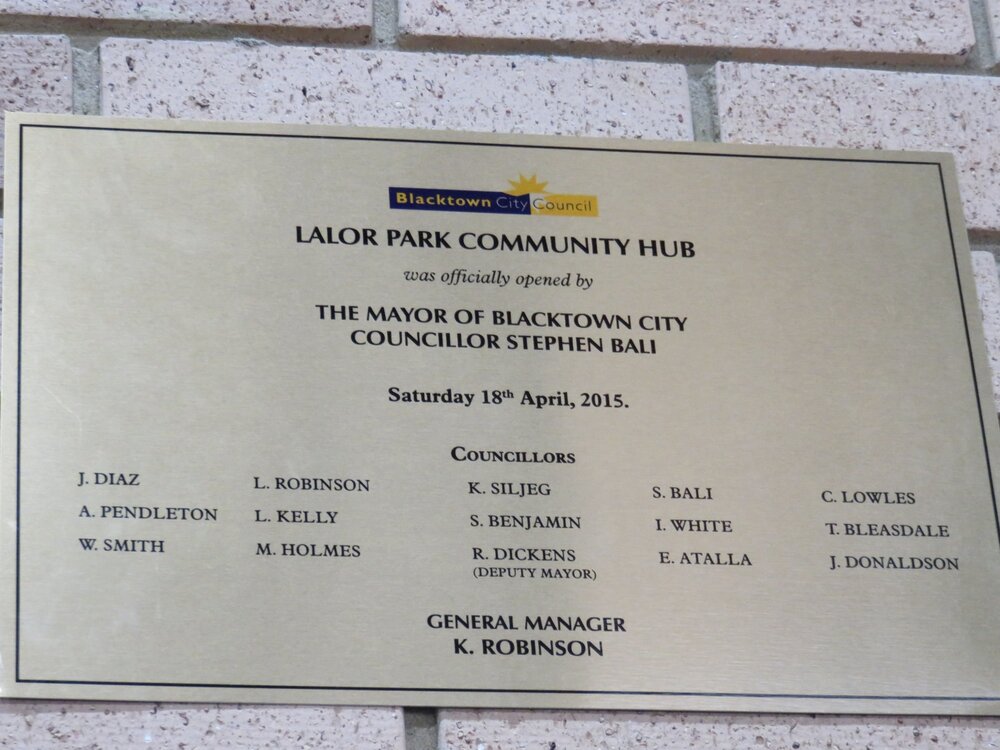 Blacktown City Council
LALOR PARK COMMUNITY HUB
was officially opened by
THE MAYOR OF BLACKTOWN CITY
COUNCILLOR STEPHEN BALI
Saturday 18th April, 2015.
COUNCILLORS
J. DIAZ L. ROBINSON K. SILJEG S. BALI C. LOWLES
A. PENDLETON L. KELLY S. BENJAMIN I. WHITE T. BLEASDALE
W. SMITH M. HOLMES R. DICKENS E. ATALLA J. DONALDSON
(DEPUTY MAYOR)
GENERAL MANAGER
K. ROBINSON